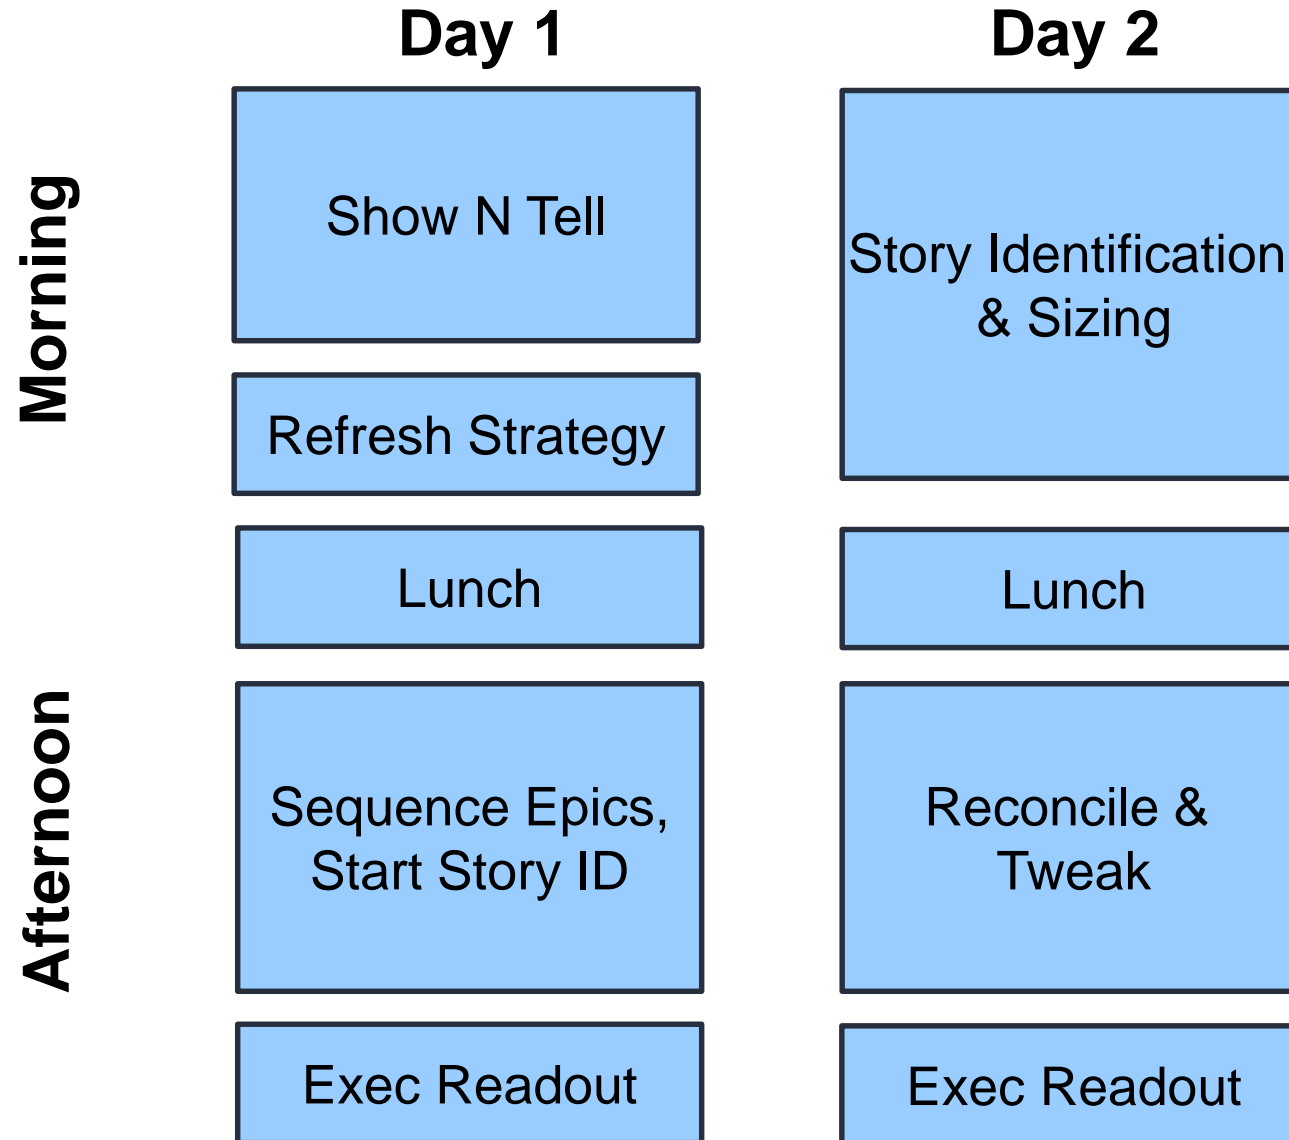 Day 1
Day 2
Morning
Show N Tell
Story Identification
& Sizing
Refresh Strategy
Lunch
Lunch
Afternoon
Sequence Epics,
Start Story ID
Reconcile &
Tweak
Exec Readout
Exec Readout